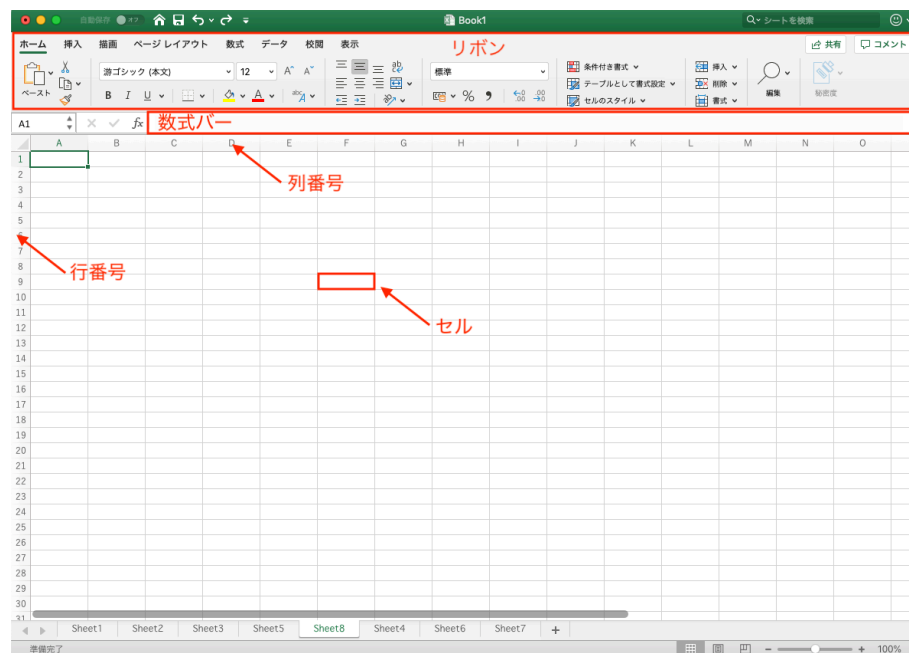 自動保存 オフ Book1 シートを検索
ホーム 挿入 描画 ページ レイアウト 数式 データ 校閲 表示 リボン 共有 コメント
ペースト 游ゴシック (本文) 12 A A ab 標準 条件付き書式 挿入
テーブルとして書式設定 削除
B I U A abc A % 9 .0 .00 .00 .0 セルのスタイル 書式 編集 秘密度
A1 fx 数式バー
A B C D E F G H I J K L M N O
1
2
3
列番号
4
5
6
7
8
行番号
9
10
11
12
セル
13
14
15
16
17
18
19
20
21
22
23
24
25
26
27
28
29
30
31
Sheet1 Sheet2 Sheet3 Sheet5 Sheet8 Sheet4 Sheet6 Sheet7 +
準備完了 - + 100%